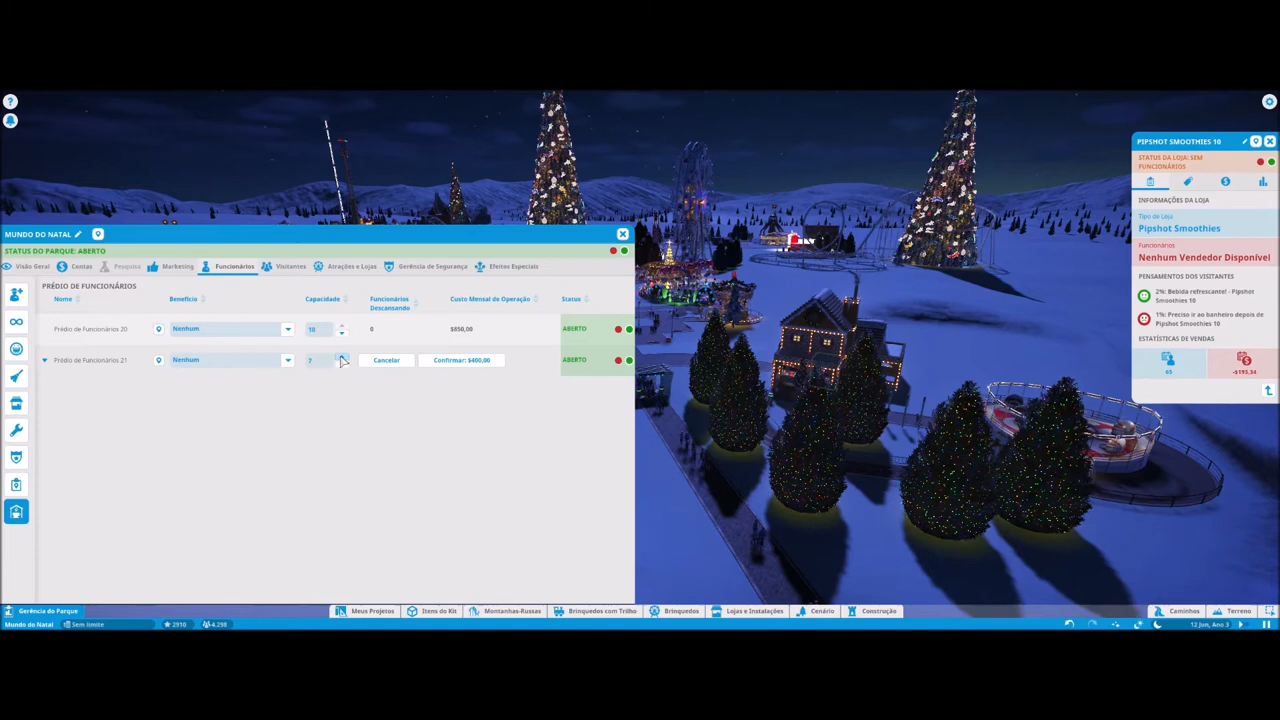 ?
PIPSHOT SMOOTHIES 10
STATUS DA LOJA: SEM
FUNCIONÁRIOS
INFORMAÇÕES DA LOJA
Tipo de Loja
Pipshot Smoothies
Funcionários
Nenhum Vendedor Disponível
PENSAMENTOS DOS VISITANTES
2%: Bebida refrescante! - Pipshot
Smoothies 10
1%: Preciso ir ao banheiro depois de
Pipshot Smoothies 10
ESTATÍSTICAS DE VENDAS
65 -$193,34
MUNDO DO NATAL
STATUS DO PARQUE: ABERTO
Visão Geral Contas Pesquisa Marketing Funcionários Visitantes Atrações e Lojas Gerência de Segurança Efeitos Especiais
PRÉDIO DE FUNCIONÁRIOS
Nome Benefício Capacidade Funcionários Descansando Custo Mensal de Operação Status
Prédio de Funcionários 20 Nenhum 10 0 $850,00 ABERTO
Prédio de Funcionários 21 Nenhum 7 Cancelar Confirmar: $400,00 ABERTO
Gerência do Parque Meus Projetos Itens do Kit Montanhas-Russas Brinquedos com Trilho Brinquedos Lojas e Instalações Cenário Construção Caminhos Terreno
Mundo do Natal Sem limite 2910 4.298 12 Jun, Ano 3